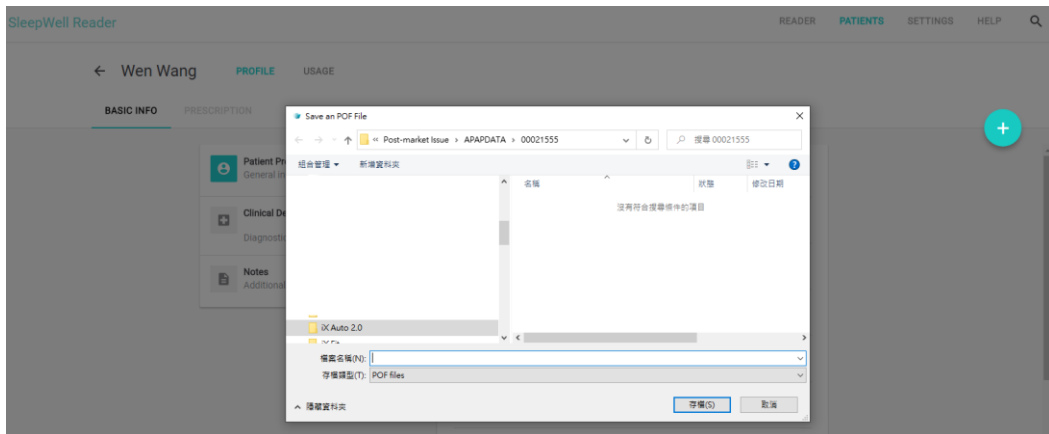 SleepWell Reader
READER PATIENTS SETTINGS HELP
← Wen Wang PROFILE USAGE
BASIC INFO PRESCRIPTION
Save an POF File
« Post-market Issue > APAPDATA > 00021555
搜尋 00021555
組合管理 新增資料夾
名稱 狀態 修改日期
沒有符合搜尋條件的項目
Patient Pr
General in
Clinical De
Diagnosti
Notes
Additional
iX Auto 2.0
檔案名稱(N):
存檔類型(T): POF files
隱藏資料夾 存檔(S) 取消